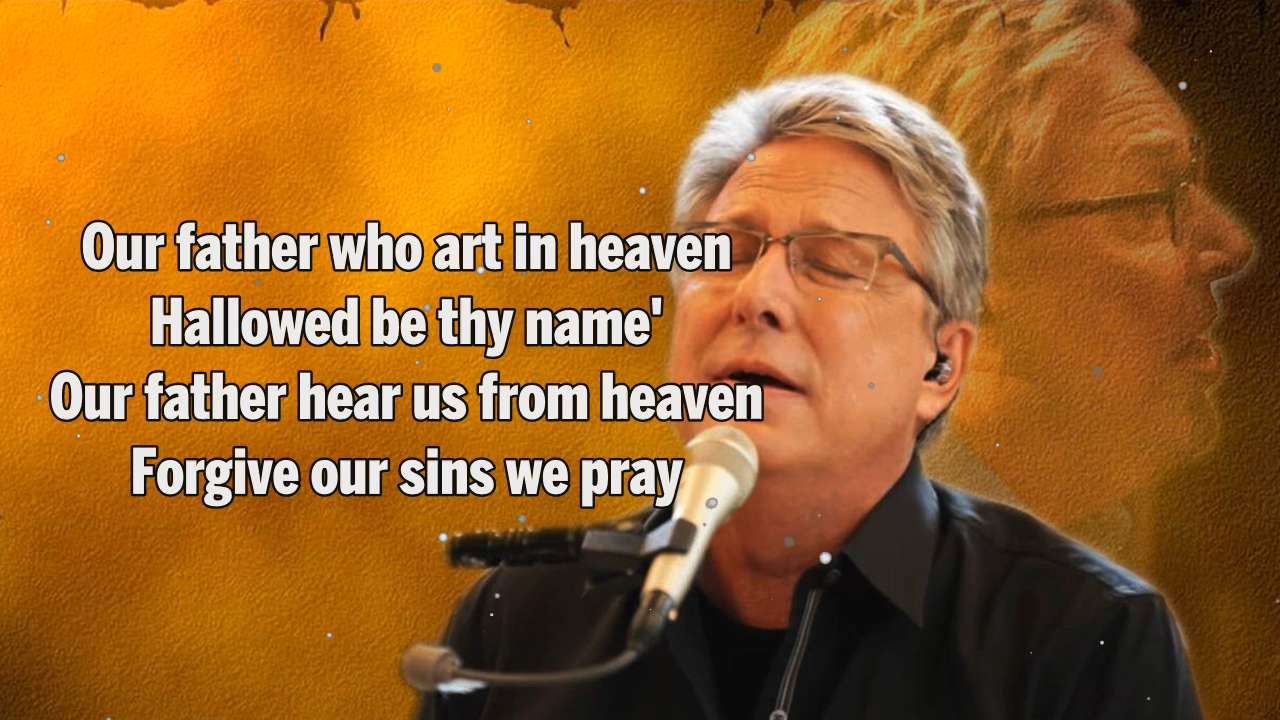 Our father who art in heaven
Hallowed be thy name'
Our father hear us from heaven
Forgive our sins we pray